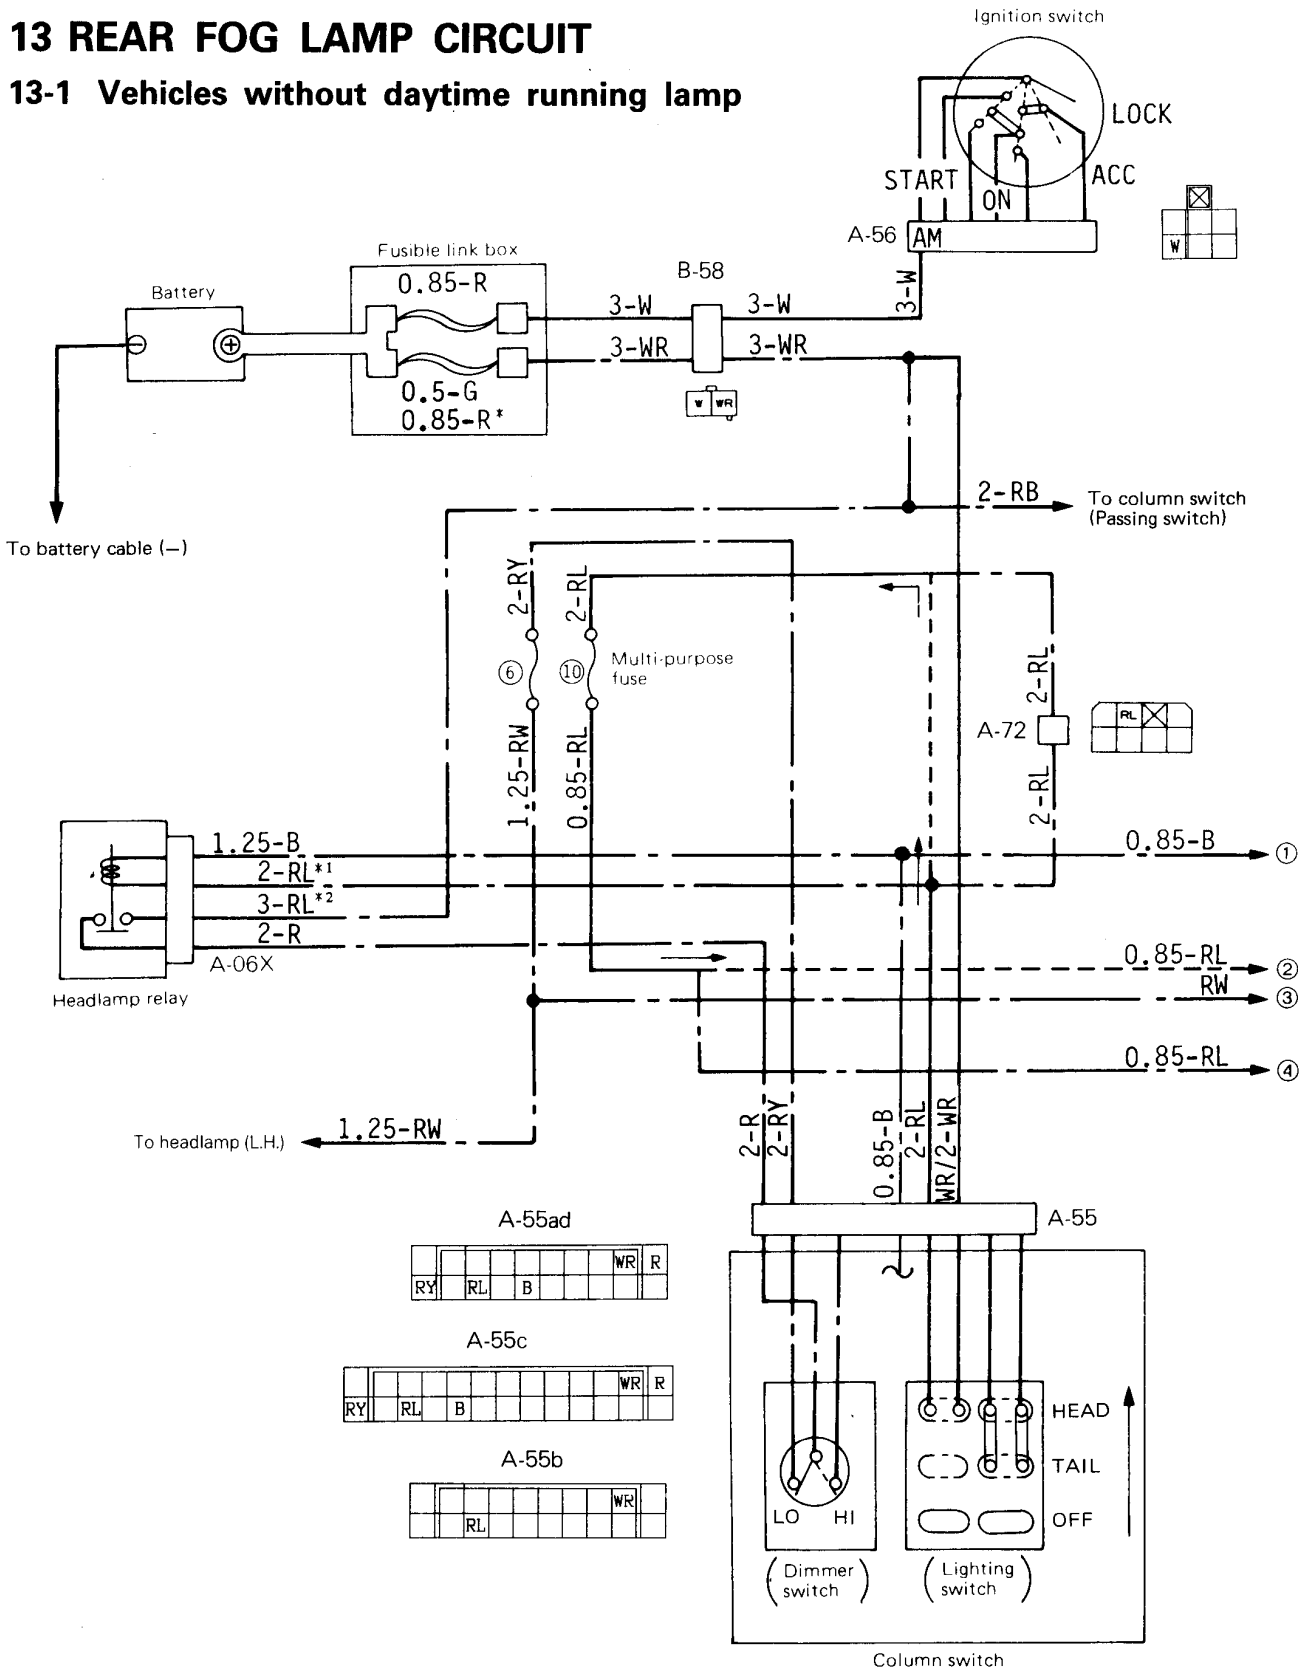 Ignition switch
13 REAR FOG LAMP CIRCUIT
13-1 Vehicles without daytime running lamp
LOCK
ACC
START
ON
A-56
AM
W
3-W
Fusible link box
0.85-R
B-58
Battery
3-W
3-W
3-WR
3-WR
0.5-G
0.85-R*
W WR
2-RB
To column switch
(Passing switch)
To battery cable (−)
2-RY
2-RL
6
10
Multi-purpose
fuse
2-RL
RL
A-72
1.25-RW
0.85-RL
2-RL
1.25-B
0.85-B
1
2-RL*1
3-RL*2
2-R
A-06X
Headlamp relay
0.85-RL
2
RW
3
0.85-RL
4
To headlamp (L.H.)
1.25-RW
2-R
2-RY
0.85-B
2-RL
WR/2-WR
A-55
A-55ad
WR R
RY RL B
A-55c
WR R
RY RL B
A-55b
WR
RL
HEAD
TAIL
OFF
LO HI
(Dimmer switch)
(Lighting switch)
Column switch